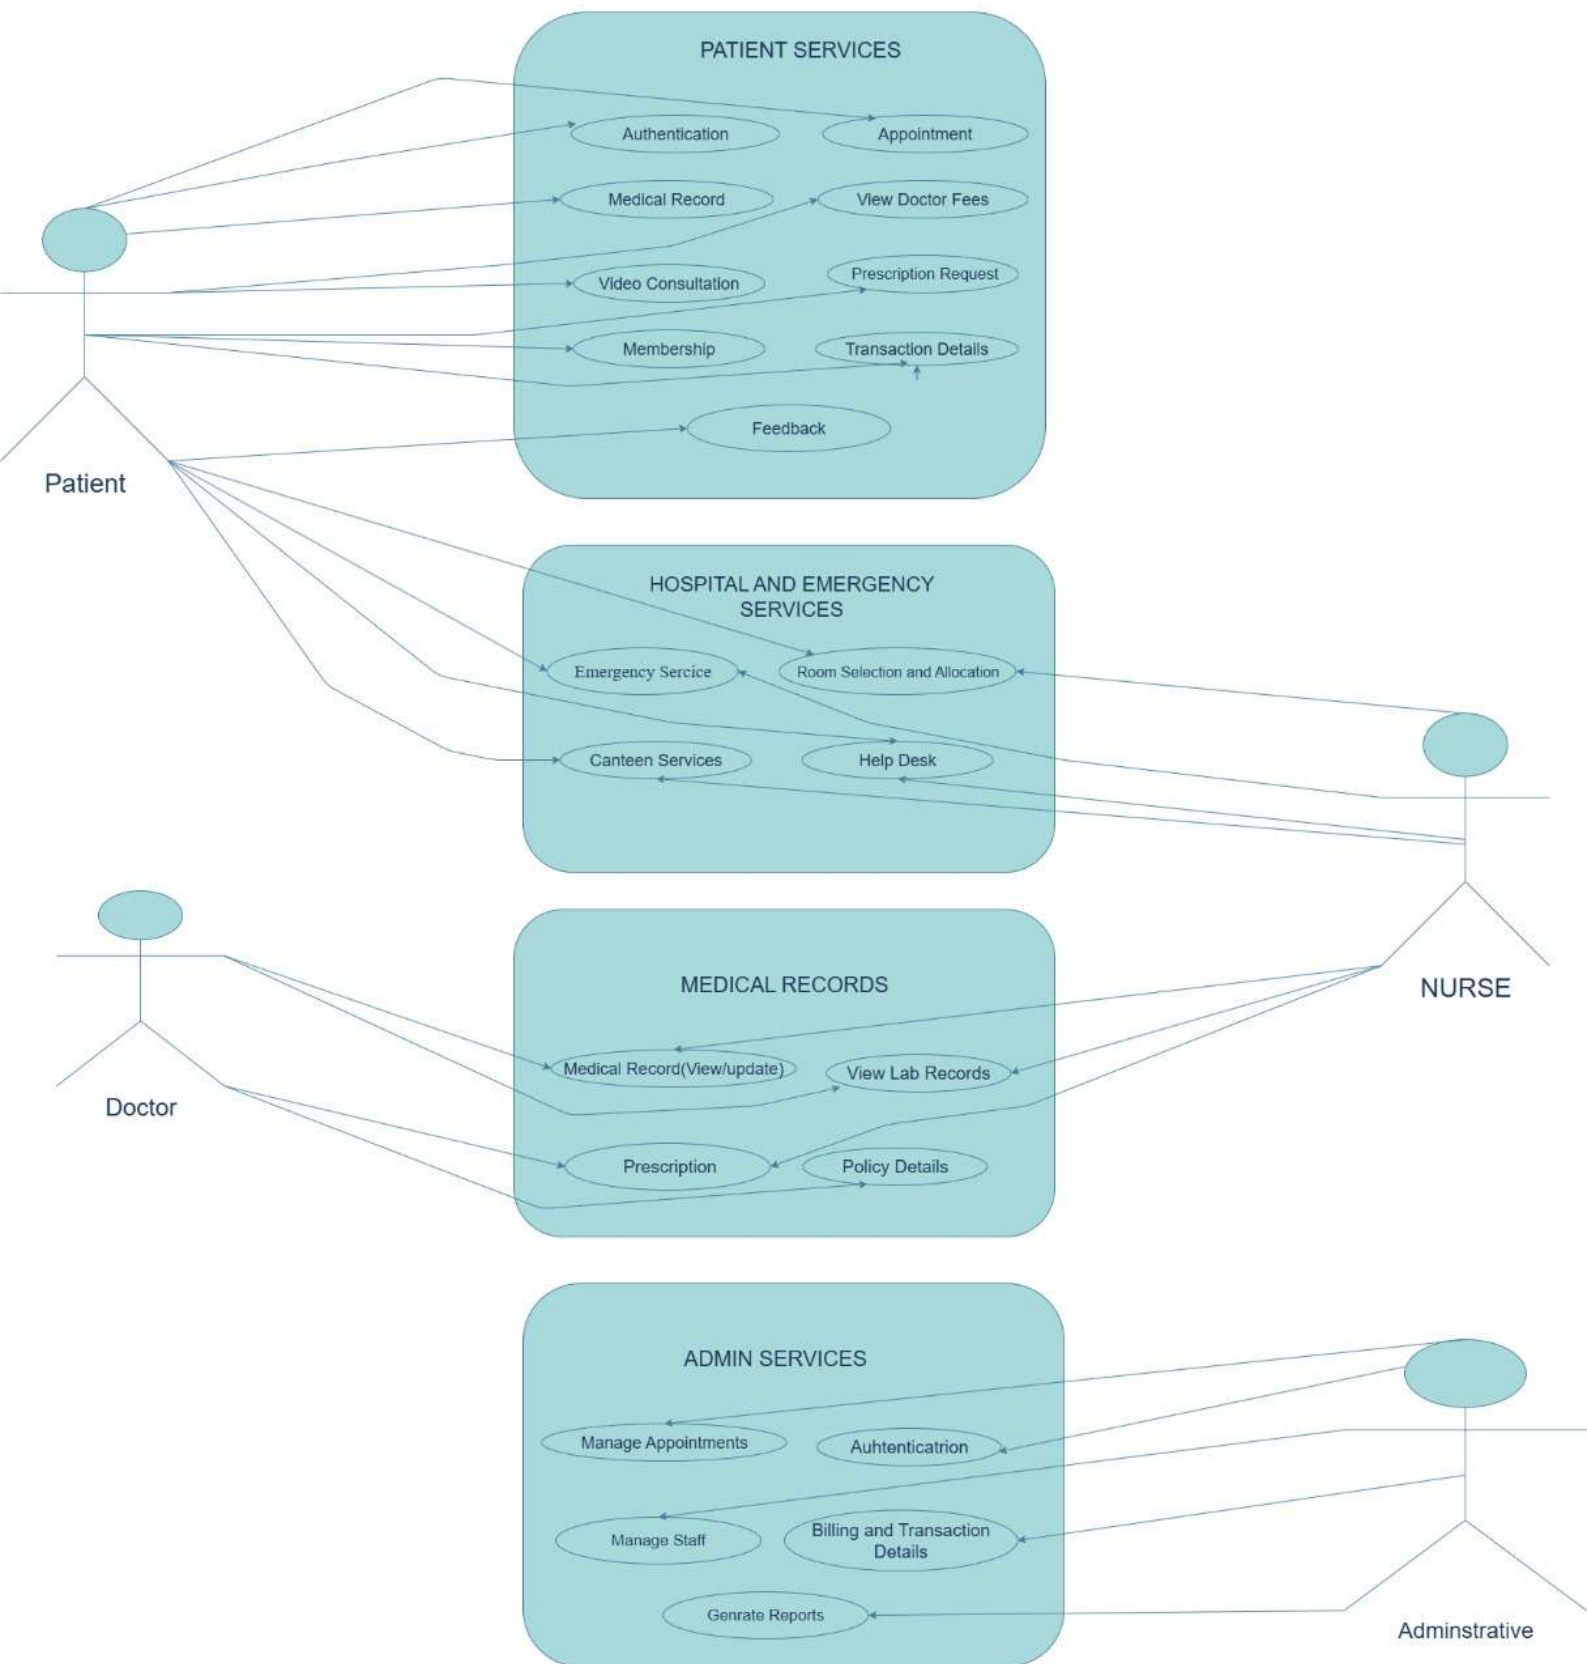 PATIENT SERVICES
Authentication
Appointment
Medical Record
View Doctor Fees
Video Consultation
Prescription Request
Membership
Transaction Details
Feedback
Patient
HOSPITAL AND EMERGENCY
SERVICES
Emergency Sercice
Room Selection and Allocation
Canteen Services
Help Desk
NURSE
MEDICAL RECORDS
Medical Record(View/update)
View Lab Records
Doctor
Prescription
Policy Details
ADMIN SERVICES
Manage Appointments
Auhtenticatrion
Manage Staff
Billing and Transaction
Details
Genrate Reports
Adminstrative